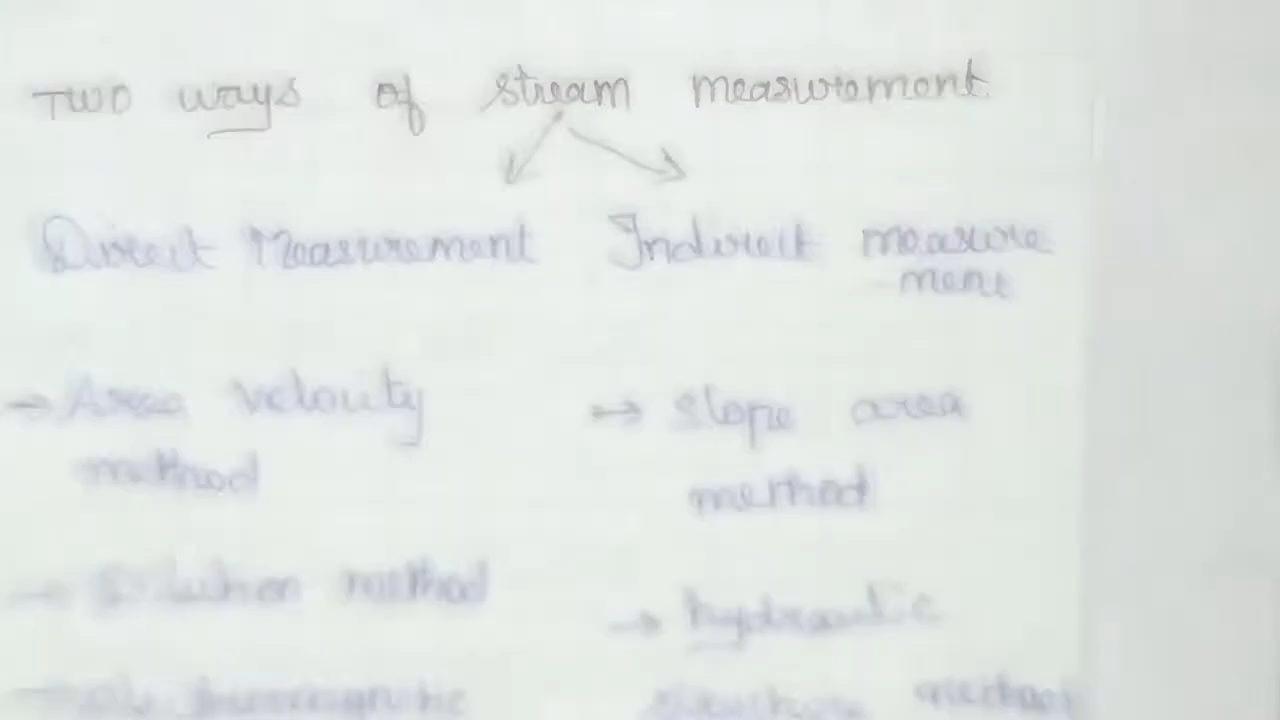 Two ways of stream measurement
Direct Measurement
Indirect measure
ment
→ Area velocity
method
→ Slope area
method
→ Dilution method
→ hydraulic
method